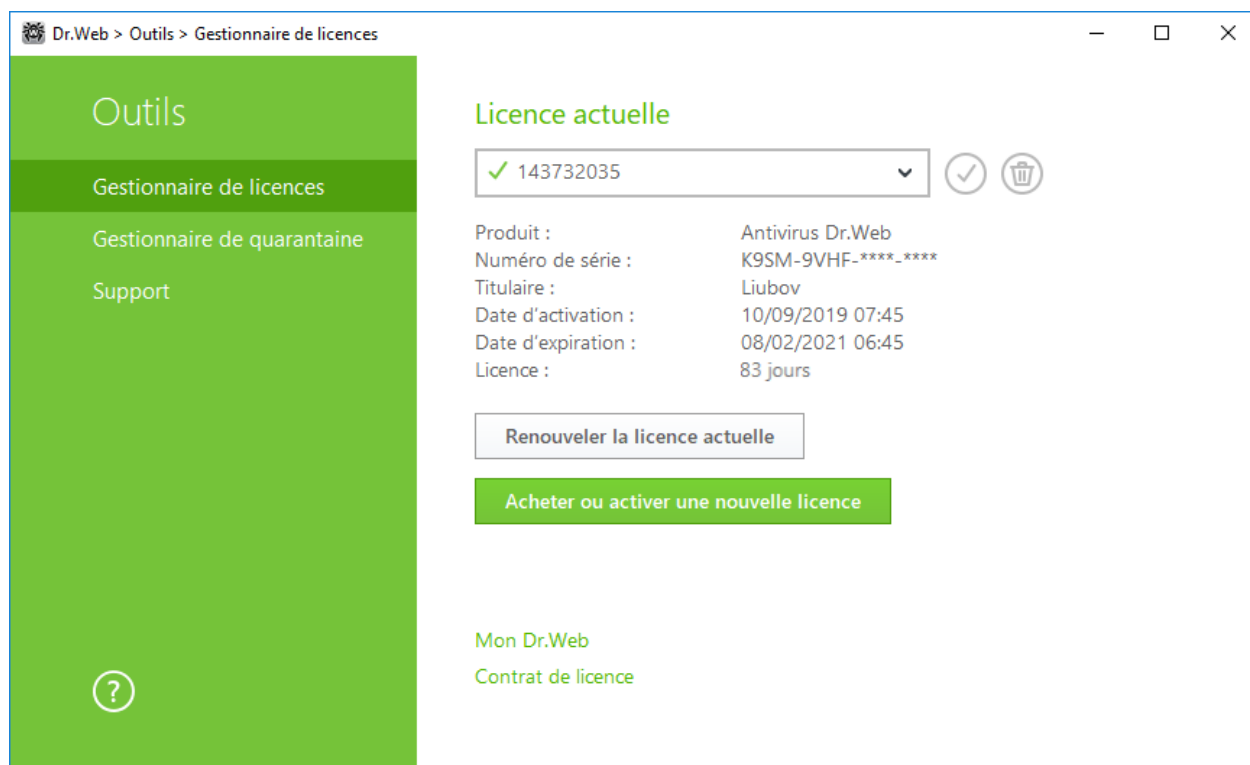 Dr.Web > Outils > Gestionnaire de licences
Outils
Gestionnaire de licences
Gestionnaire de quarantaine
Support
?
Licence actuelle
143732035
Produit : Antivirus Dr.Web
Numéro de série : K9SM-9VHF-****-****
Titulaire : Liubov
Date d'activation : 10/09/2019 07:45
Date d'expiration : 08/02/2021 06:45
Licence : 83 jours
Renouveler la licence actuelle
Acheter ou activer une nouvelle licence
Mon Dr.Web
Contrat de licence